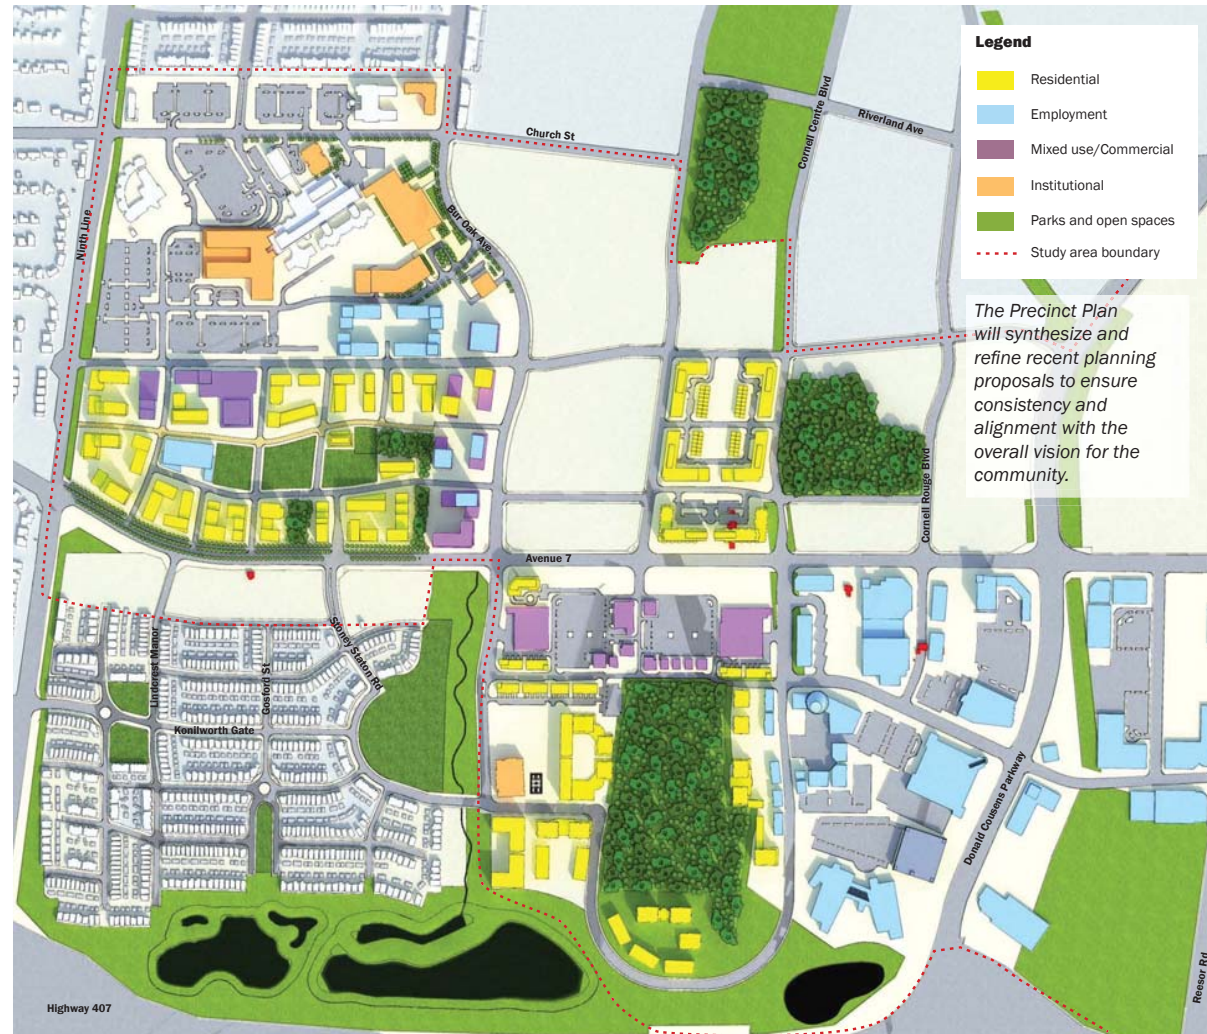 Legend
Residential
Employment
Mixed use/Commercial
Institutional
Parks and open spaces
Study area boundary
The Precinct Plan
will synthesize and
refine recent planning
proposals to ensure
consistency and
alignment with the
overall vision for the
community.
Church St
Cornell Centre Blvd
Riverland Ave
Ninth Line
Bur Oak Ave
Cornell Rouge Blvd
Avenue 7
Lindcrest Manor
Gosford St
Stoney Staton Rd
Konilworth Gate
Donald Cousens Parkway
Reesor Rd
Highway 407